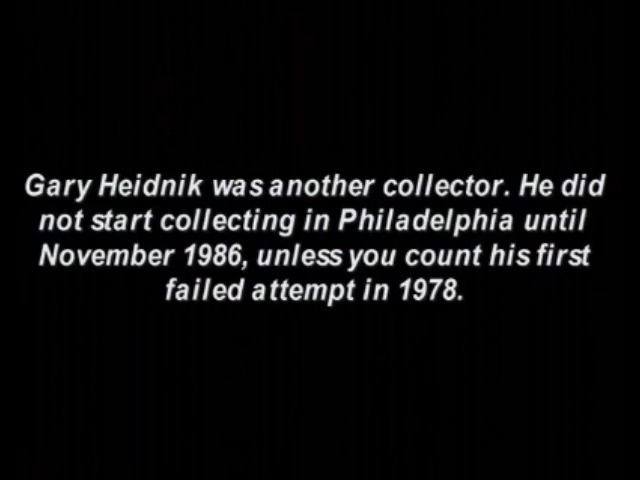 Gary Heidnik was another collector. He did
not start collecting in Philadelphia until
November 1986, unless you count his first
failed attempt in 1978.